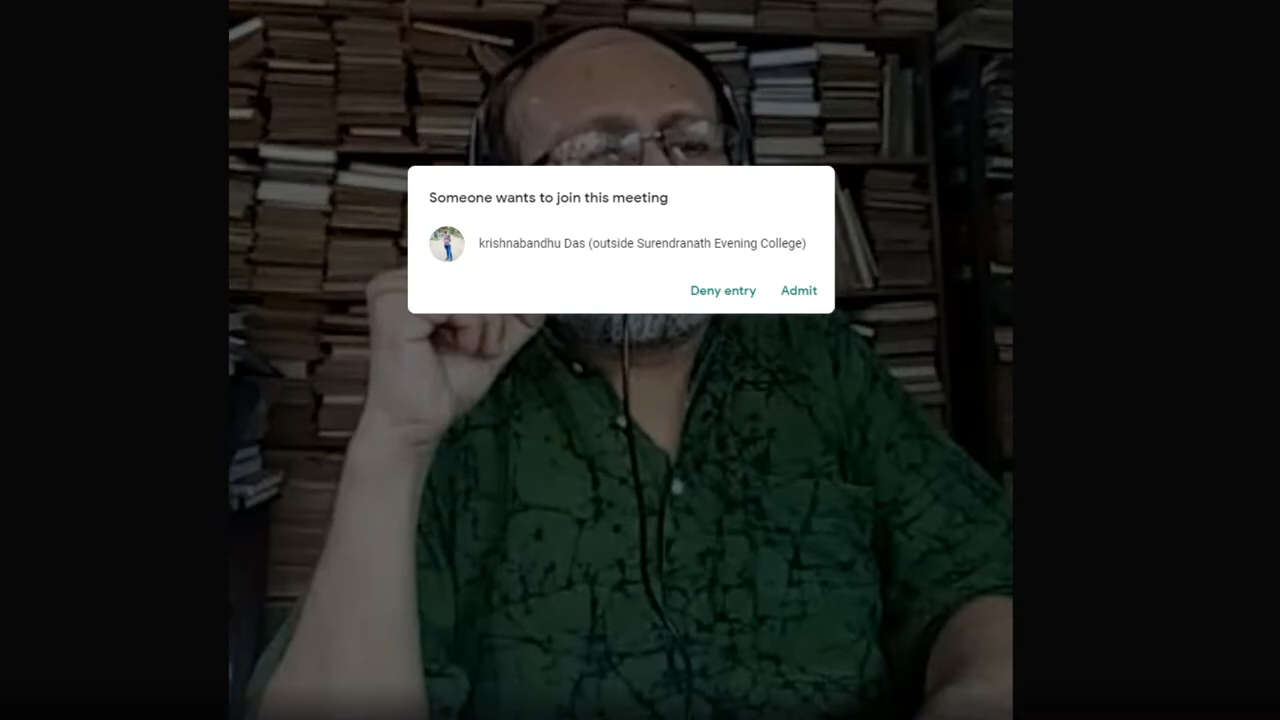 Someone wants to join this meeting
krishnabandhu Das (outside Surendranath Evening College)
Deny entry Admit